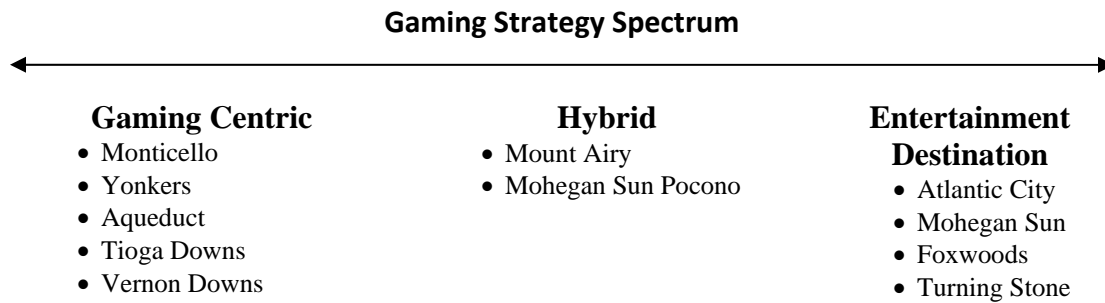 Gaming Strategy Spectrum
Gaming Centric
• Monticello
• Yonkers
• Aqueduct
• Tioga Downs
• Vernon Downs
Hybrid
• Mount Airy
• Mohegan Sun Pocono
Entertainment
Destination
• Atlantic City
• Mohegan Sun
• Foxwoods
• Turning Stone